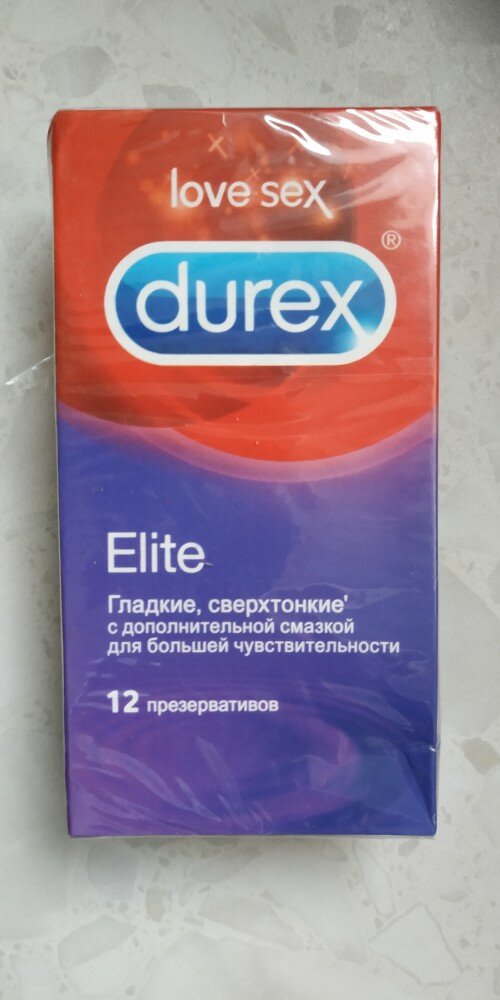 love sex
durex®
Elite
Гладкие, сверхтонкие'
с дополнительной смазкой
для большей чувствительности
12 презервативов